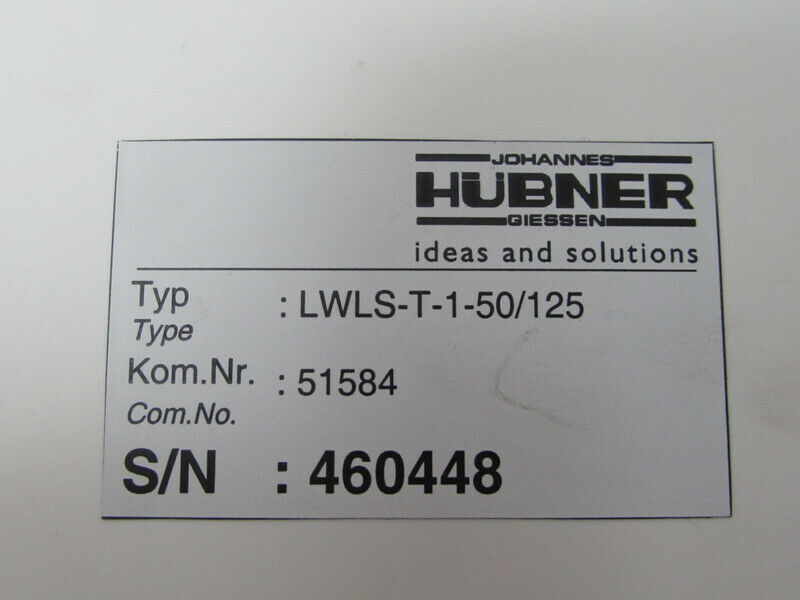 JOHANNES
HÜBNER
GIESSEN
ideas and solutions
Typ : LWLS-T-1-50/125
Type
Kom.Nr. : 51584
Com.No.
S/N : 460448